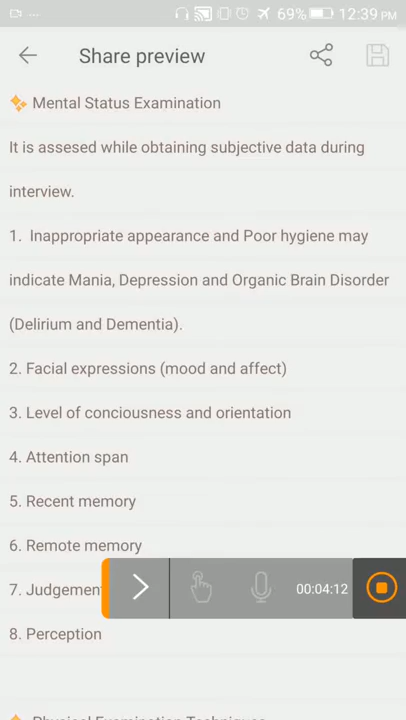 69% 12:39 PM
Share preview
✨ Mental Status Examination
It is assesed while obtaining subjective data during
interview.
1. Inappropriate appearance and Poor hygiene may
indicate Mania, Depression and Organic Brain Disorder
(Delirium and Dementia).
2. Facial expressions (mood and affect)
3. Level of conciousness and orientation
4. Attention span
5. Recent memory
6. Remote memory
7. Judgemen
00:04:12
8. Perception
Physical Examination Techniques